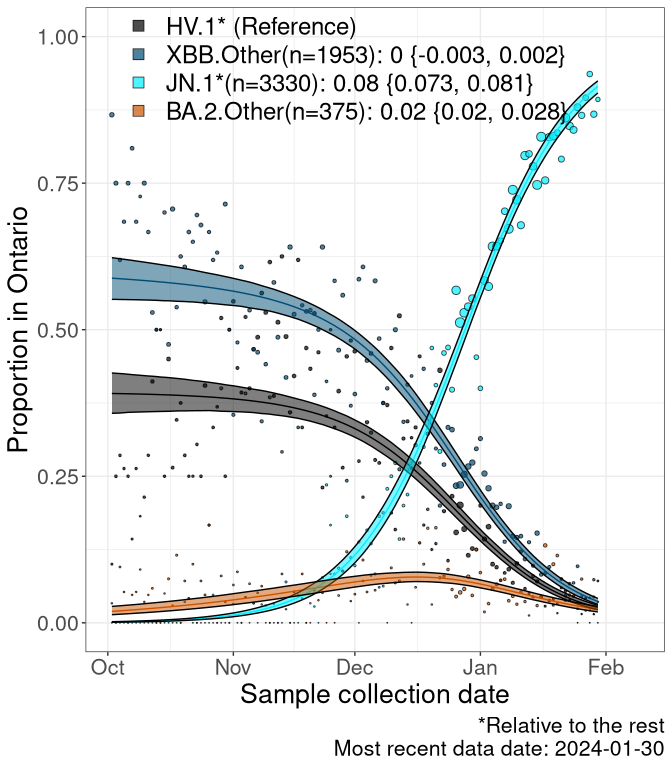 HV.1* (Reference)
XBB.Other(n=1953): 0 {-0.003, 0.002}
JN.1*(n=3330): 0.08 {0.073, 0.081}
BA.2.Other(n=375): 0.02 {0.02, 0.028}
1.00
0.75
0.50
0.25
0.00
Proportion in Ontario
Oct Nov Dec Jan Feb
Sample collection date
*Relative to the rest
Most recent data date: 2024-01-30